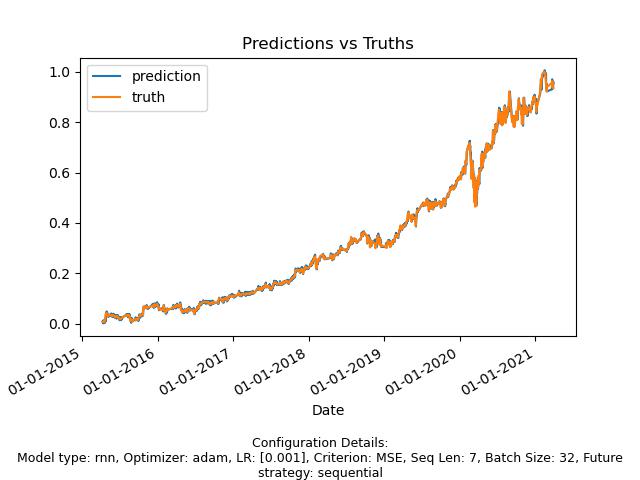 Predictions vs Truths
prediction
truth
1.0
0.8
0.6
0.4
0.2
0.0
01-01-2015
01-01-2016
01-01-2017
01-01-2018
01-01-2019
01-01-2020
01-01-2021
Date
Configuration Details:
Model type: rnn, Optimizer: adam, LR: [0.001], Criterion: MSE, Seq Len: 7, Batch Size: 32, Future
strategy: sequential